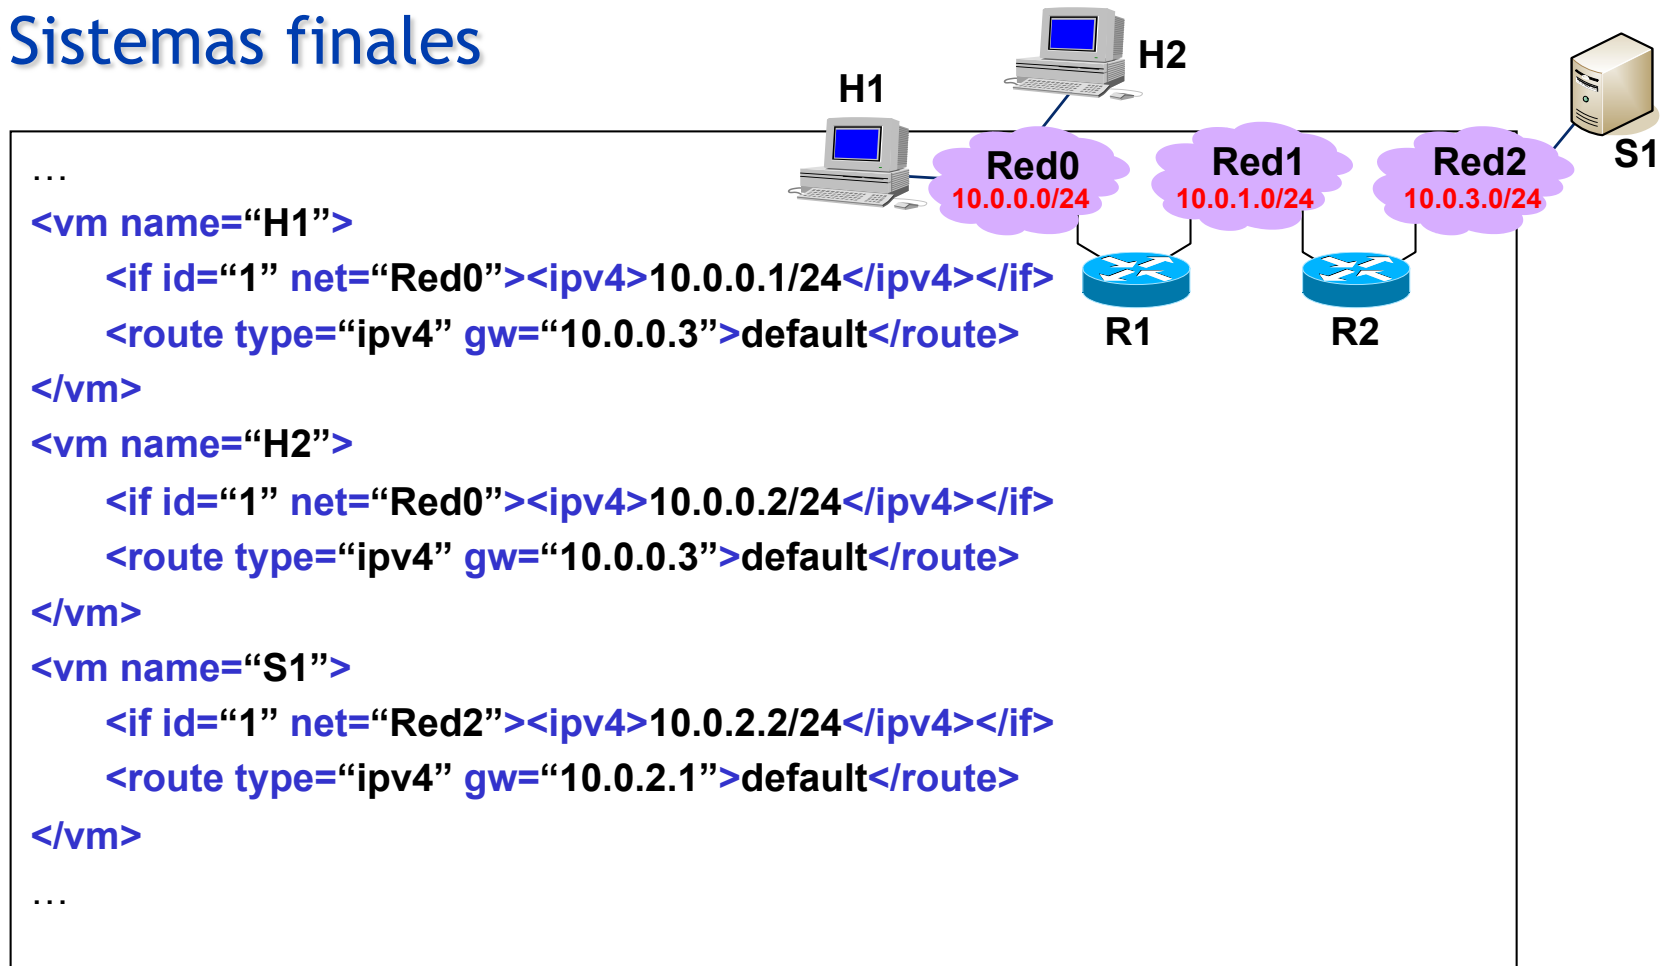 Sistemas finales
H2
H1
S1
Red0
10.0.0.0/24
Red1
10.0.1.0/24
Red2
10.0.3.0/24
R1
R2
…
<vm name=“H1”>
<if id=“1” net=“Red0”><ipv4>10.0.0.1/24</ipv4></if>
<route type=“ipv4” gw=“10.0.0.3”>default</route>
</vm>
<vm name=“H2”>
<if id=“1” net=“Red0”><ipv4>10.0.0.2/24</ipv4></if>
<route type=“ipv4” gw=“10.0.0.3”>default</route>
</vm>
<vm name=“S1”>
<if id=“1” net=“Red2”><ipv4>10.0.2.2/24</ipv4></if>
<route type=“ipv4” gw=“10.0.2.1”>default</route>
</vm>
…